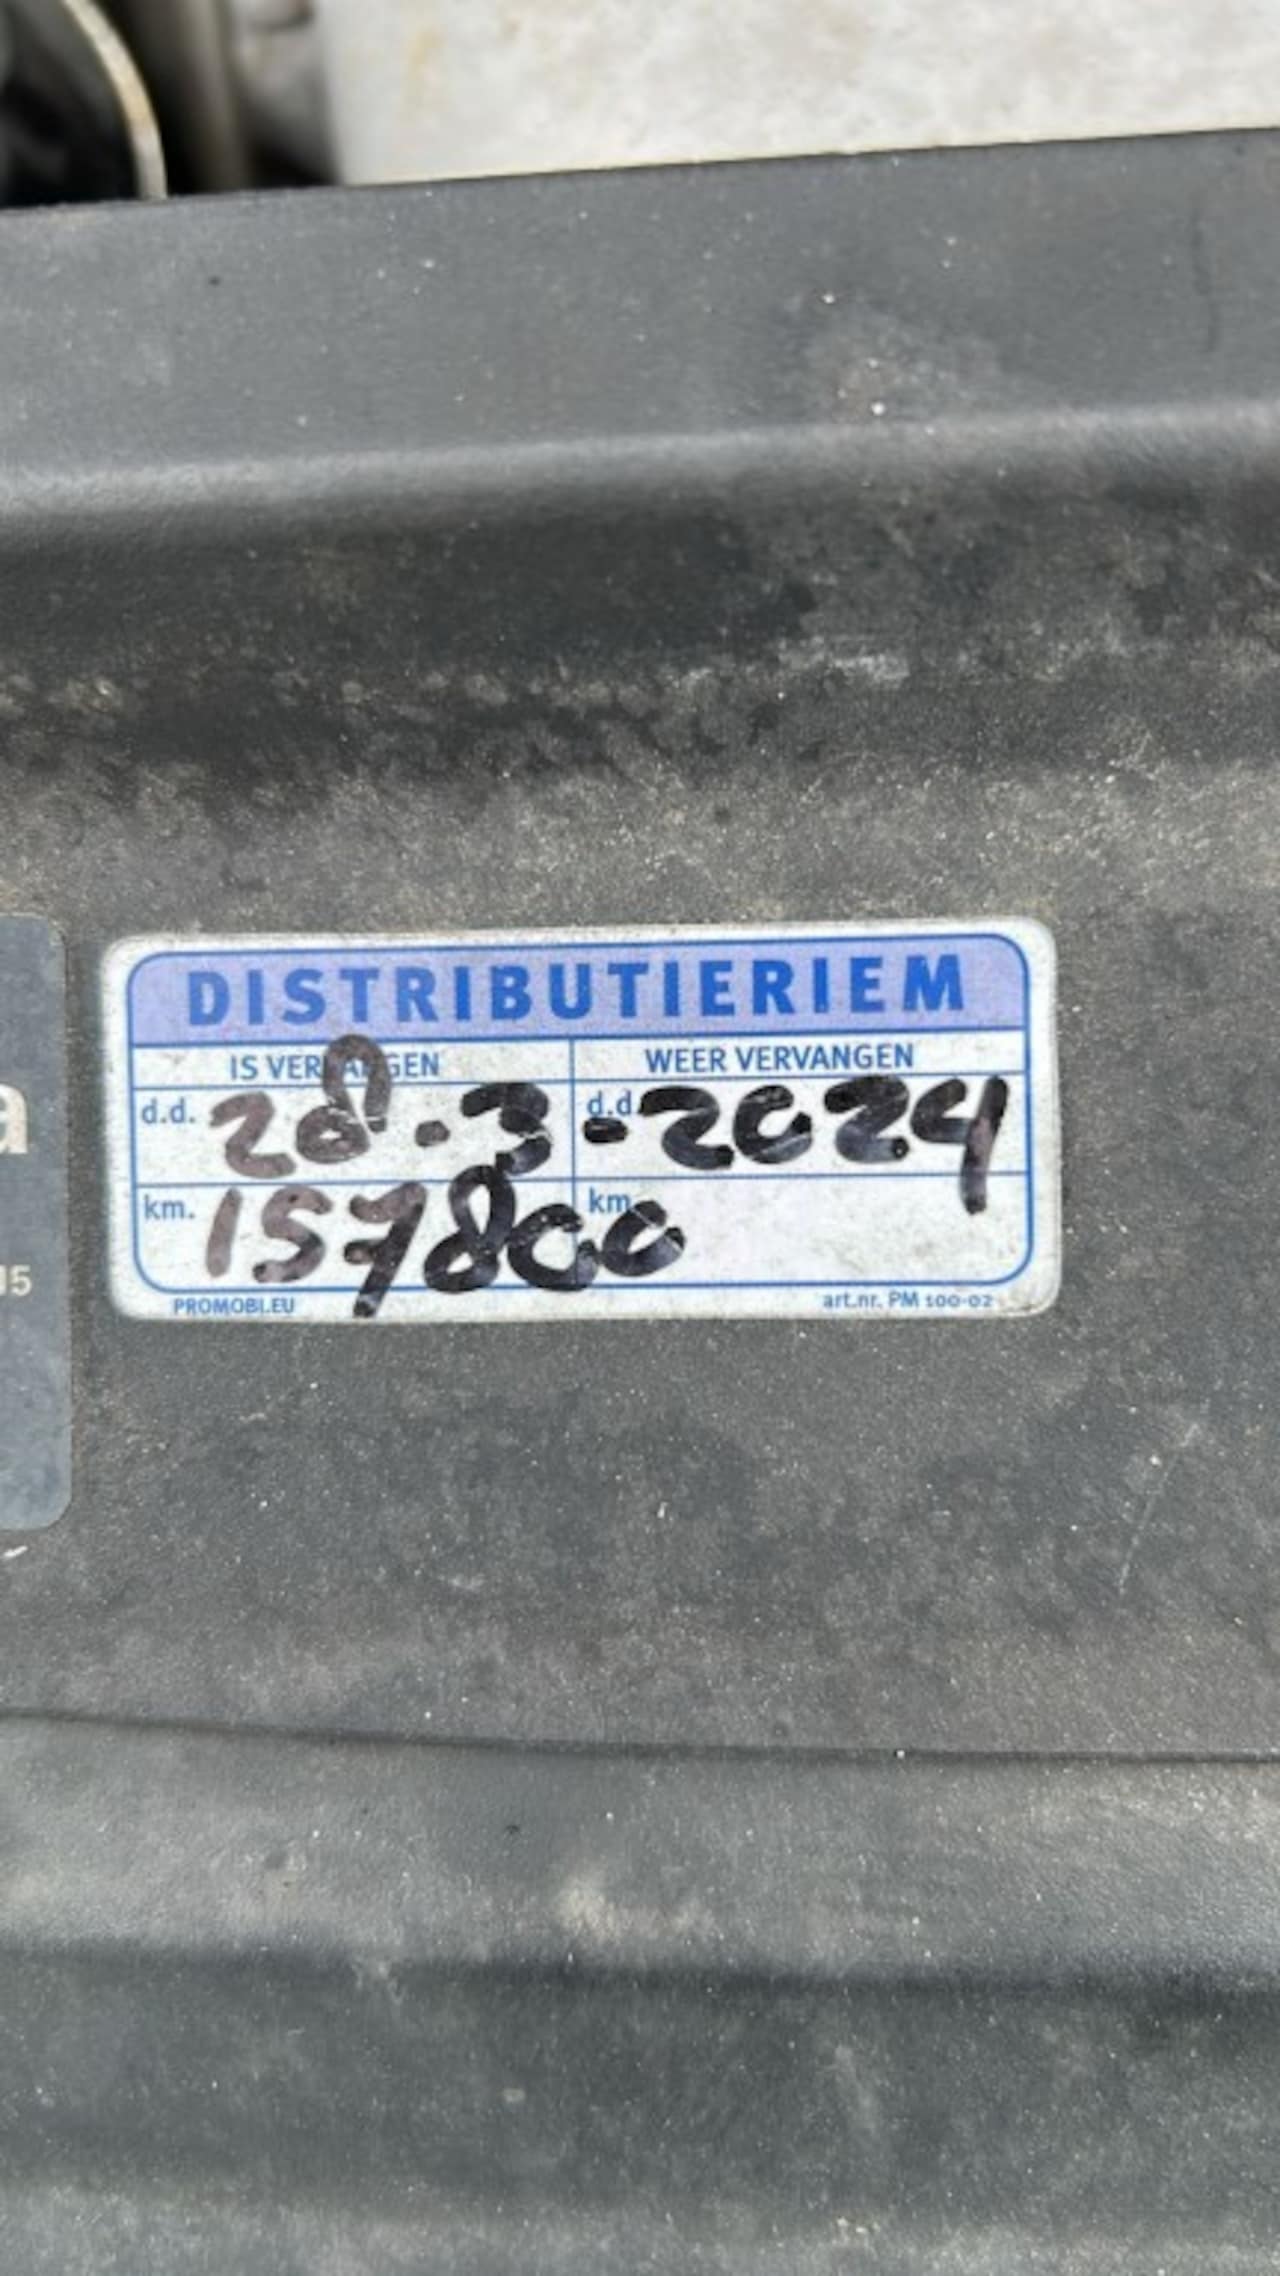 DISTRIBUTIERIEM
IS VERVANGEN WEER VERVANGEN
d.d. 28-3-2024 d.d.
km. 157800 km.
PROMOBI.EU art.nr. PM 100-02
a